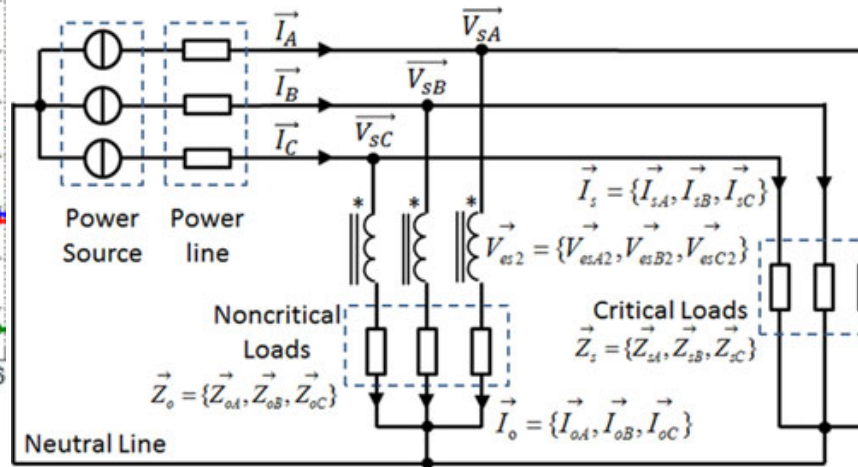 I_A V_sA
I_B V_sB
I_C V_sC
Power Source
Power line
* * *
I_s = {I_sA, I_sB, I_sC}
V_es2 = {V_esA2, V_esB2, V_esC2}
Noncritical Loads
Critical Loads
Z_s = {Z_sA, Z_sB, Z_sC}
Z_o = {Z_oA, Z_oB, Z_oC}
I_o = {I_oA, I_oB, I_oC}
Neutral Line